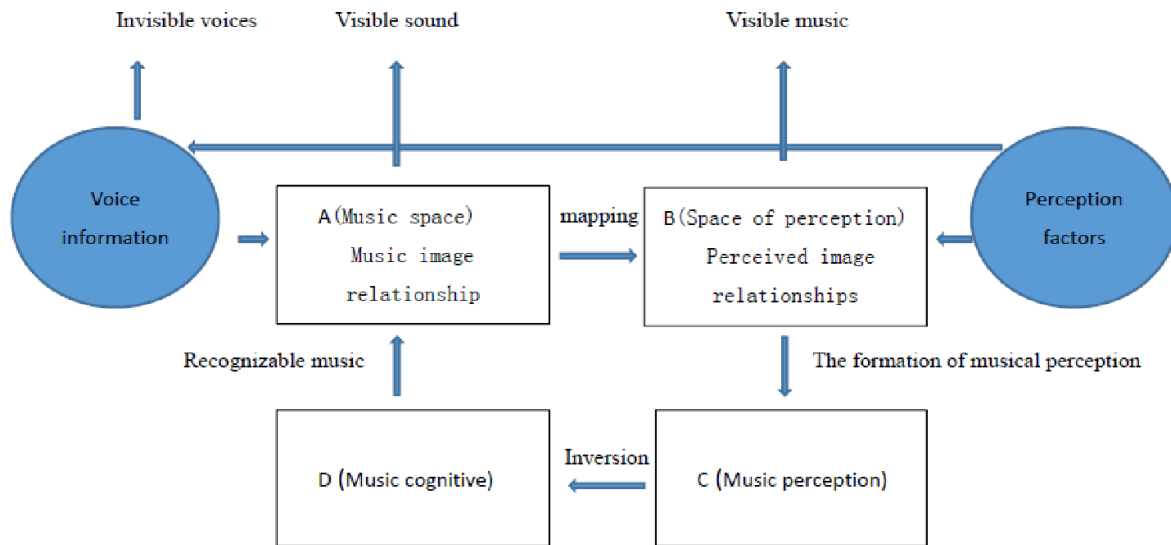 Invisible voices
Visible sound
Visible music
Voice
information
A(Music space)
Music image
relationship
mapping
B(Space of perception)
Perceived image
relationships
Perception
factors
Recognizable music
The formation of musical perception
D (Music cognitive)
Inversion
C (Music perception)